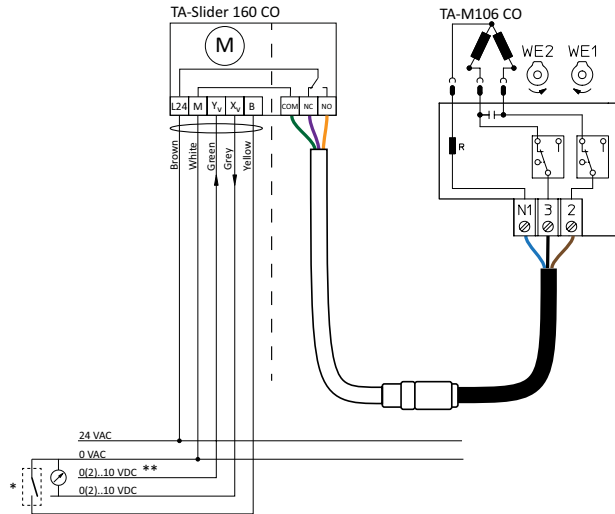 TA-Slider 160 CO
TA-M106 CO
M
WE2 WE1
L24 M Yv Xv B COM NC NO
R
Brown
White
Green
Grey
Yellow
N1 3 2
24 VAC
0 VAC
0(2)..10 VDC **
*
0(2)..10 VDC